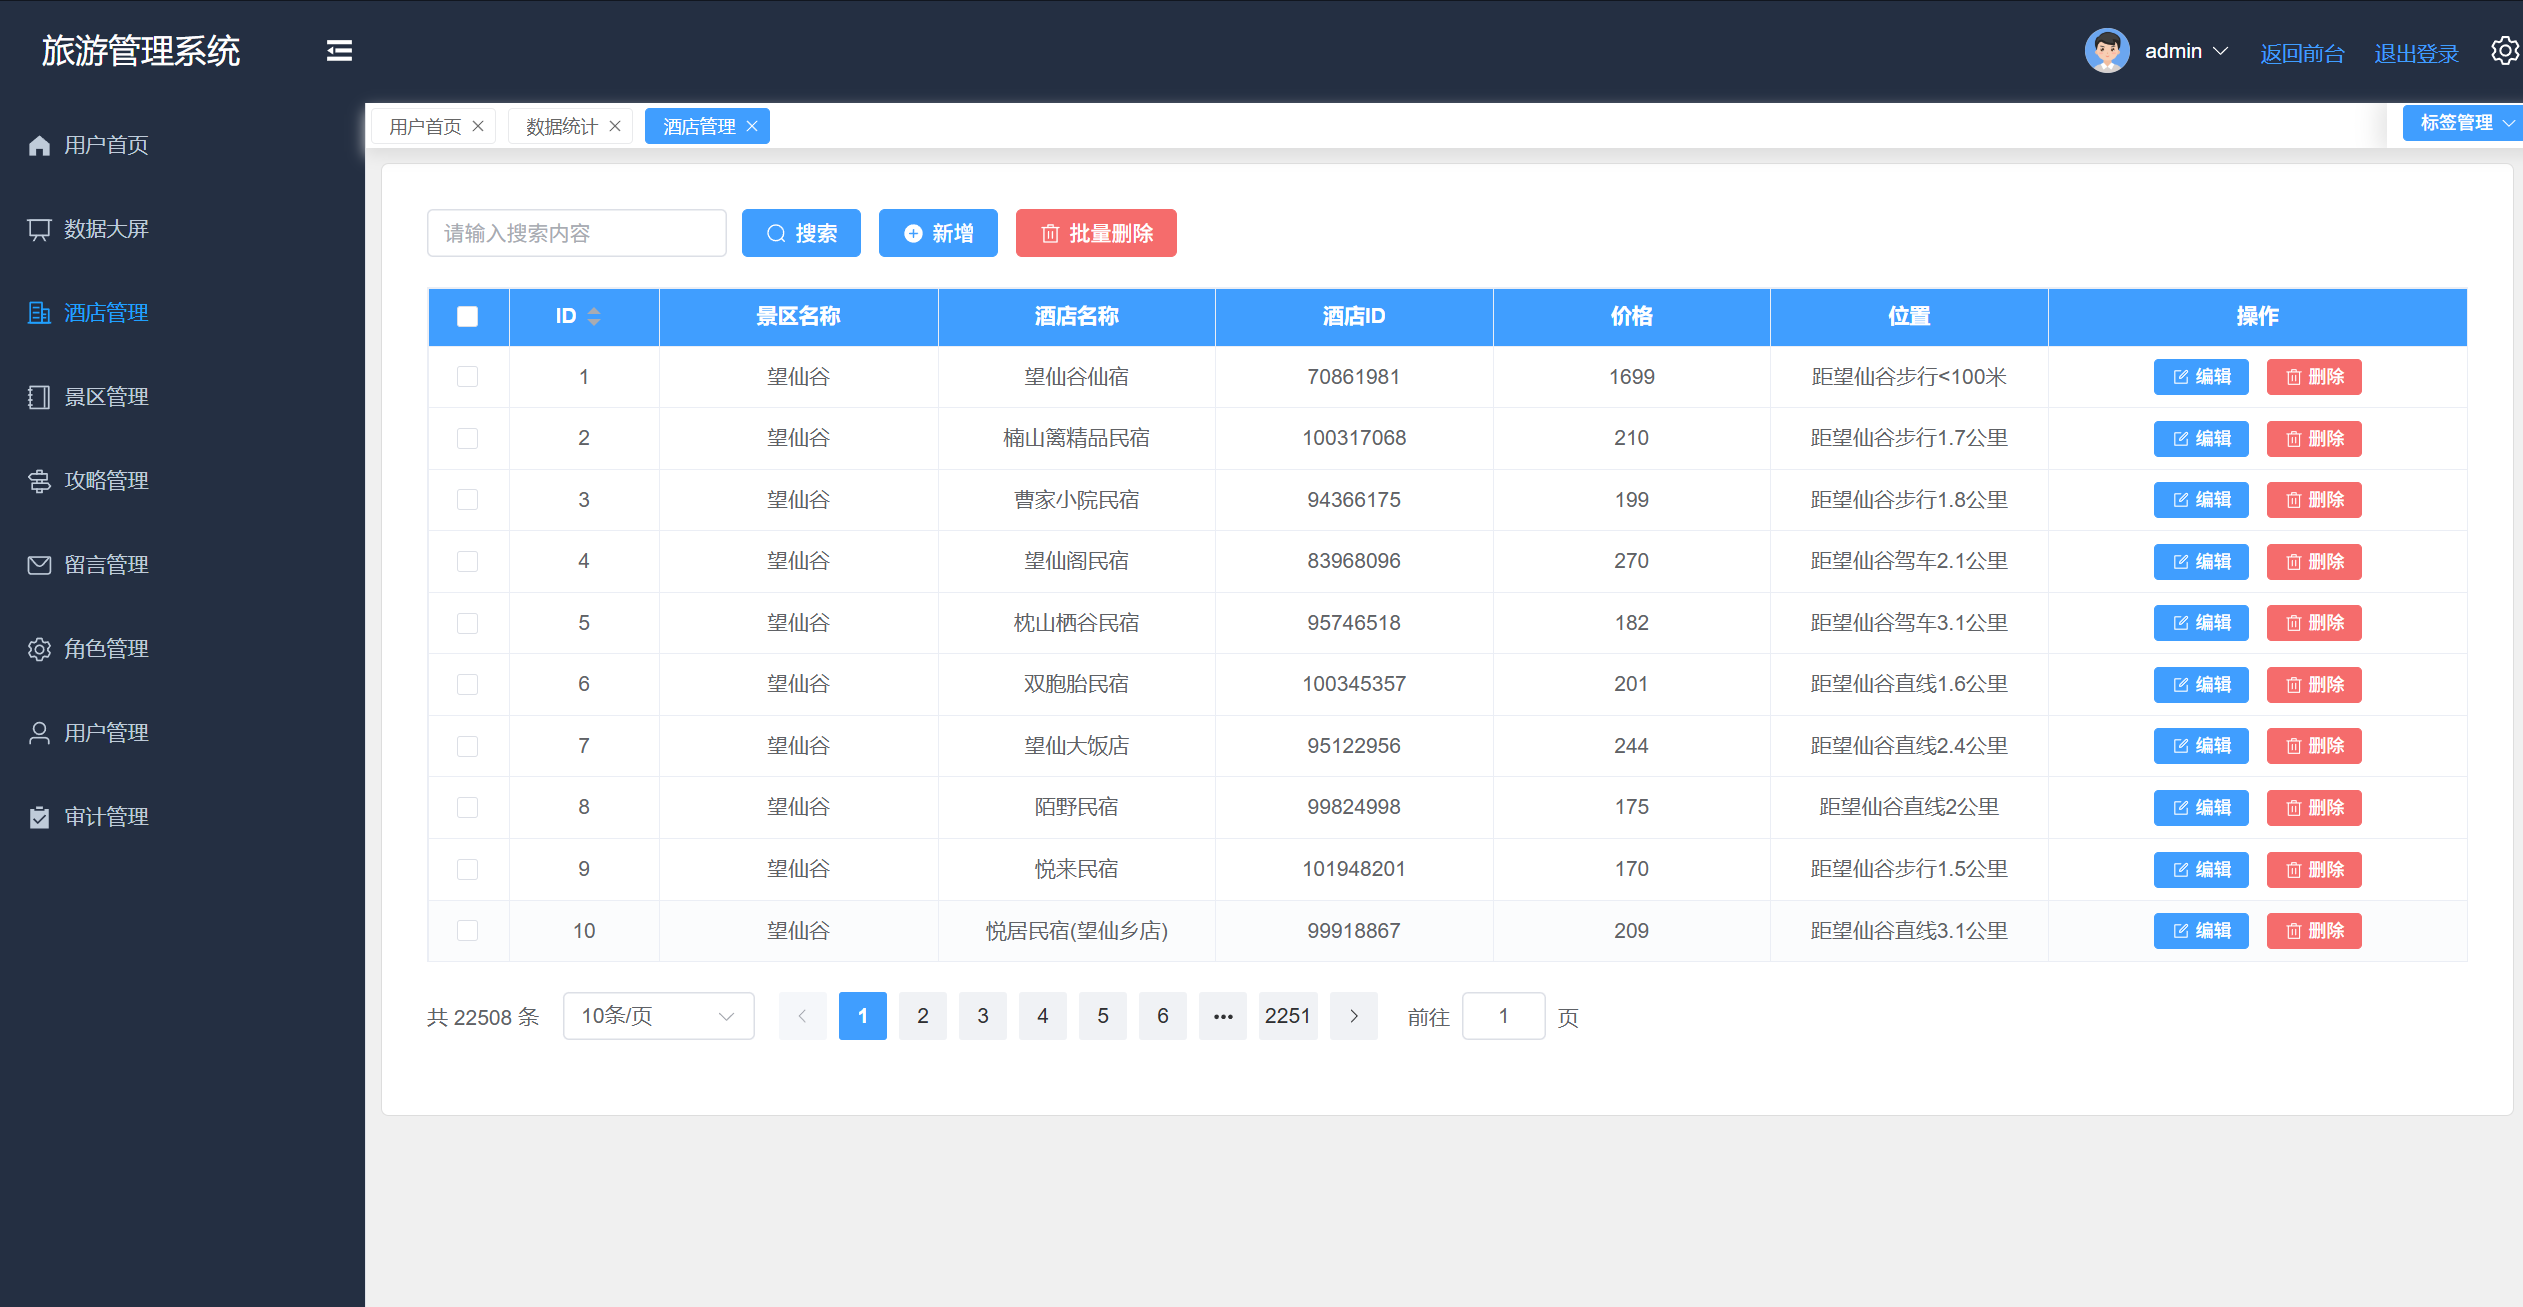 旅游管理系统
admin 返回前台 退出登录
用户首页
数据大屏
酒店管理
景区管理
攻略管理
留言管理
角色管理
用户管理
审计管理
用户首页 数据统计 酒店管理 标签管理
请输入搜索内容 搜索 新增 批量删除
ID 景区名称 酒店名称 酒店ID 价格 位置 操作
1 望仙谷 望仙谷仙宿 70861981 1699 距望仙谷步行<100米 编辑 删除
2 望仙谷 楠山篱精品民宿 100317068 210 距望仙谷步行1.7公里 编辑 删除
3 望仙谷 曹家小院民宿 94366175 199 距望仙谷步行1.8公里 编辑 删除
4 望仙谷 望仙阁民宿 83968096 270 距望仙谷驾车2.1公里 编辑 删除
5 望仙谷 枕山栖谷民宿 95746518 182 距望仙谷驾车3.1公里 编辑 删除
6 望仙谷 双胞胎民宿 100345357 201 距望仙谷直线1.6公里 编辑 删除
7 望仙谷 望仙大饭店 95122956 244 距望仙谷直线2.4公里 编辑 删除
8 望仙谷 陌野民宿 99824998 175 距望仙谷直线2公里 编辑 删除
9 望仙谷 悦来民宿 101948201 170 距望仙谷步行1.5公里 编辑 删除
10 望仙谷 悦居民宿(望仙乡店) 99918867 209 距望仙谷直线3.1公里 编辑 删除
共 22508 条 10条/页 1 2 3 4 5 6 ••• 2251 前往 1 页